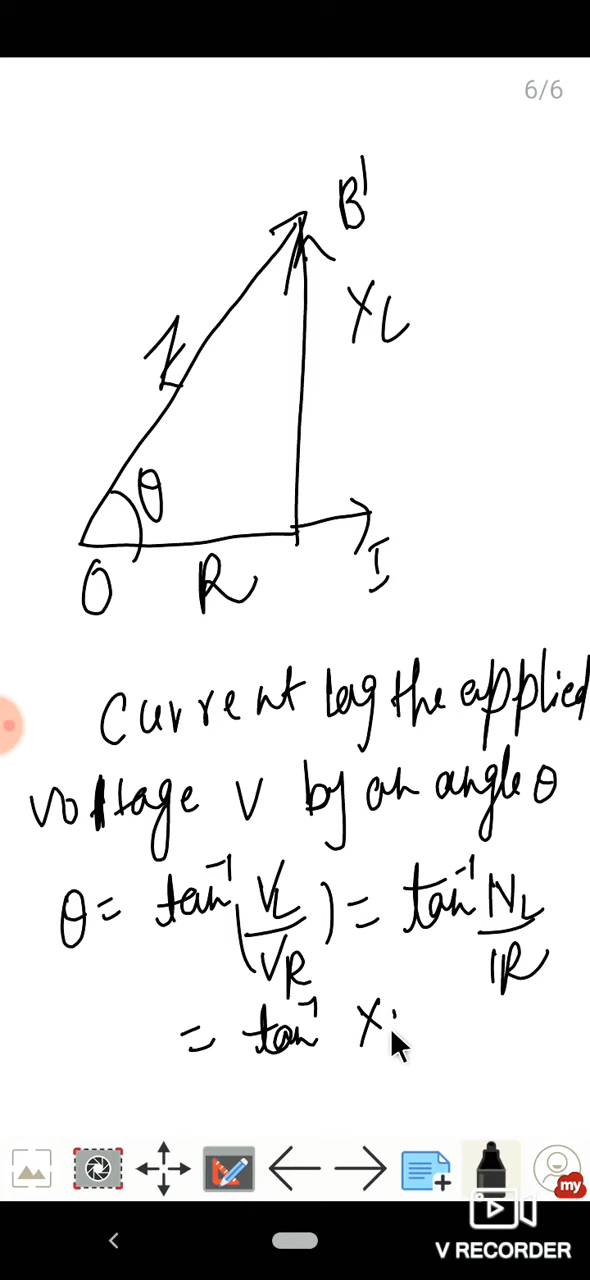 6/6
B'
XL
Z
θ
O
R
I
Current lag the applied
voltage V by an angle θ
θ = tan⁻¹ (VL/VR) = tan⁻¹ IXL/IR
= tan⁻¹ X
my
V RECORDER